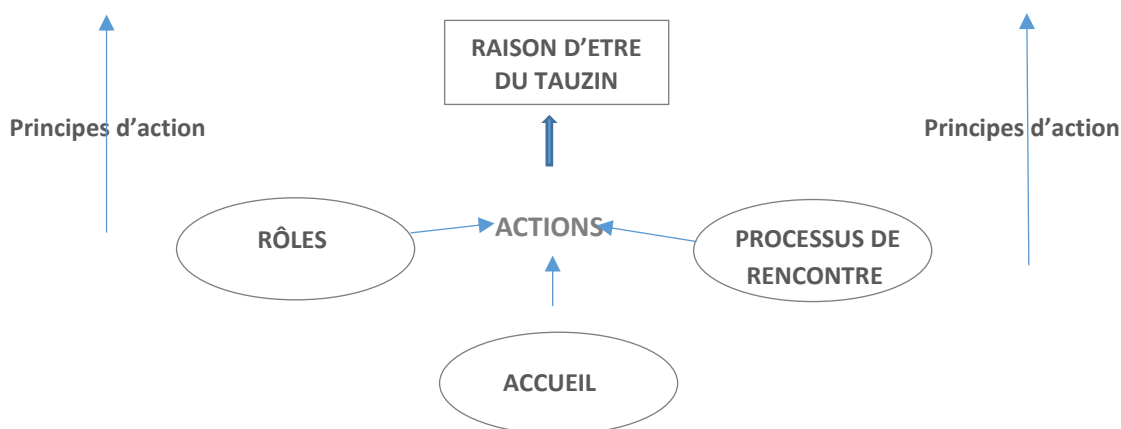 RAISON D'ETRE
DU TAUZIN
Principes d'action
Principes d'action
RÔLES
ACTIONS
PROCESSUS DE
RENCONTRE
ACCUEIL